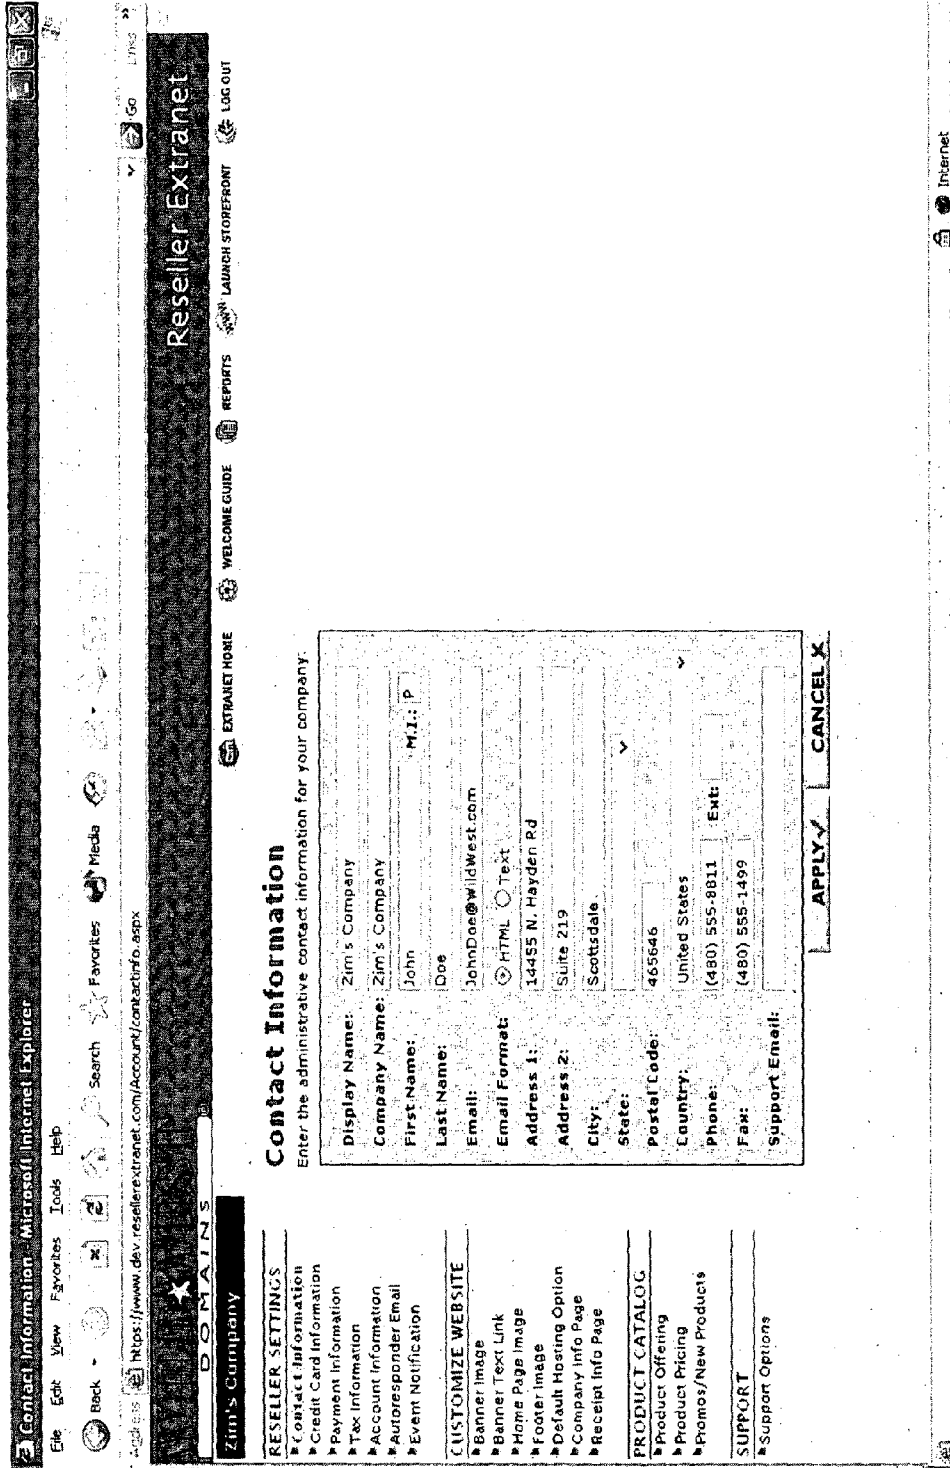 Contact Information - Microsoft Internet Explorer
File Edit View Favorites Tools Help
Back Search Favorites Media
Address https://www.dev.resellerextranet.com/Account/contactinfo.aspx Go Links »
Reseller Extranet
DOMAINS
Zim's Company
EXTRANET HOME WELCOME GUIDE REPORTS WWW LAUNCH STOREFRONT LOG OUT
RESELLER SETTINGS
Contact Information
Credit Card Information
Payment Information
Tax Information
Account Information
Autoresponder Email
Event Notification
CUSTOMIZE WEBSITE
Banner Image
Banner Text Link
Home Page Image
Footer Image
Default Hosting Option
Company Info Page
Receipt Info Page
PRODUCT CATALOG
Product Offering
Product Pricing
Promos/New Products
SUPPORT
Support Options
Contact Information
Enter the administrative contact information for your company.
Display Name: Zim's Company
Company Name: Zim's Company
First Name: John M.I.: P
Last Name: Doe
Email: JohnDoe@WildWest.com
Email Format: HTML Text
Address 1: 14455 N. Hayden Rd
Address 2: Suite 219
City: Scottsdale
State:
Postal Code: 465646
Country: United States
Phone: (480) 555-8811 Ext:
Fax: (480) 555-1499
Support Email:
APPLY CANCEL X
Internet